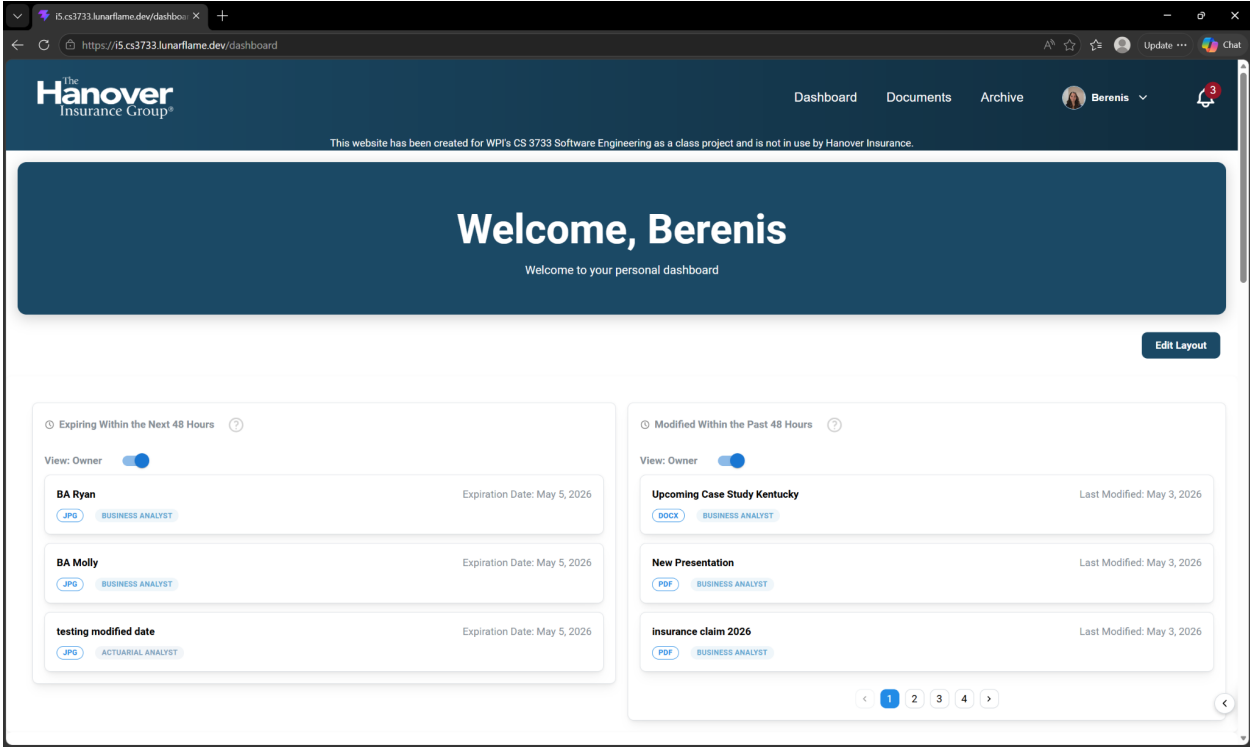 i5.cs3733.lunarflame.dev/dashboa
https://i5.cs3733.lunarflame.dev/dashboard
Update
Chat
The
Hanover
Insurance Group®
Dashboard
Documents
Archive
Berenis
3
This website has been created for WPI's CS 3733 Software Engineering as a class project and is not in use by Hanover Insurance.
Welcome, Berenis
Welcome to your personal dashboard
Edit Layout
Expiring Within the Next 48 Hours ?
View: Owner
BA Ryan Expiration Date: May 5, 2026
JPG BUSINESS ANALYST
BA Molly Expiration Date: May 5, 2026
JPG BUSINESS ANALYST
testing modified date Expiration Date: May 5, 2026
JPG ACTUARIAL ANALYST
Modified Within the Past 48 Hours ?
View: Owner
Upcoming Case Study Kentucky Last Modified: May 3, 2026
DOCX BUSINESS ANALYST
New Presentation Last Modified: May 3, 2026
PDF BUSINESS ANALYST
insurance claim 2026 Last Modified: May 3, 2026
PDF BUSINESS ANALYST
1 2 3 4